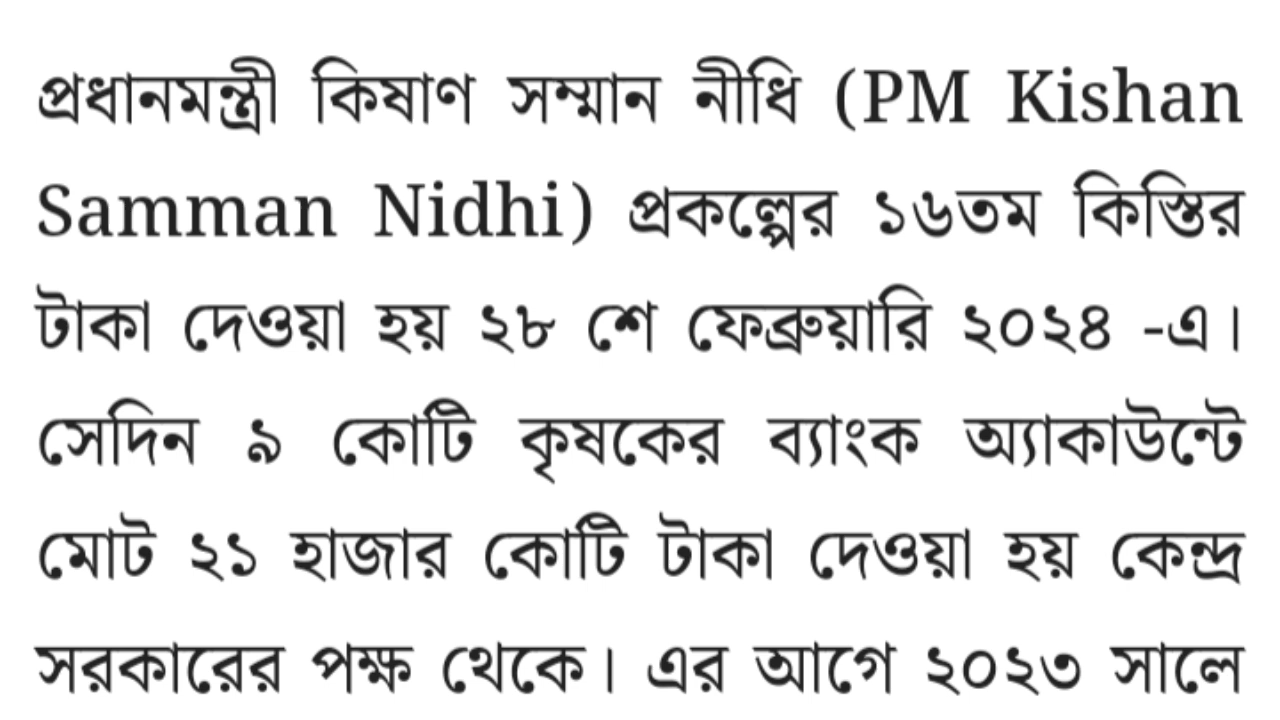 প্রধানমন্ত্রী কিষাণ সম্মান নীধি (PM Kishan
Samman Nidhi) প্রকল্পের ১৬তম কিস্তির
টাকা দেওয়া হয় ২৮ শে ফেব্রুয়ারি ২০২৪ -এ।
সেদিন ৯ কোটি কৃষকের ব্যাংক অ্যাকাউন্টে
মোট ২১ হাজার কোটি টাকা দেওয়া হয় কেন্দ্র
সরকারের পক্ষ থেকে। এর আগে ২০২৩ সালে